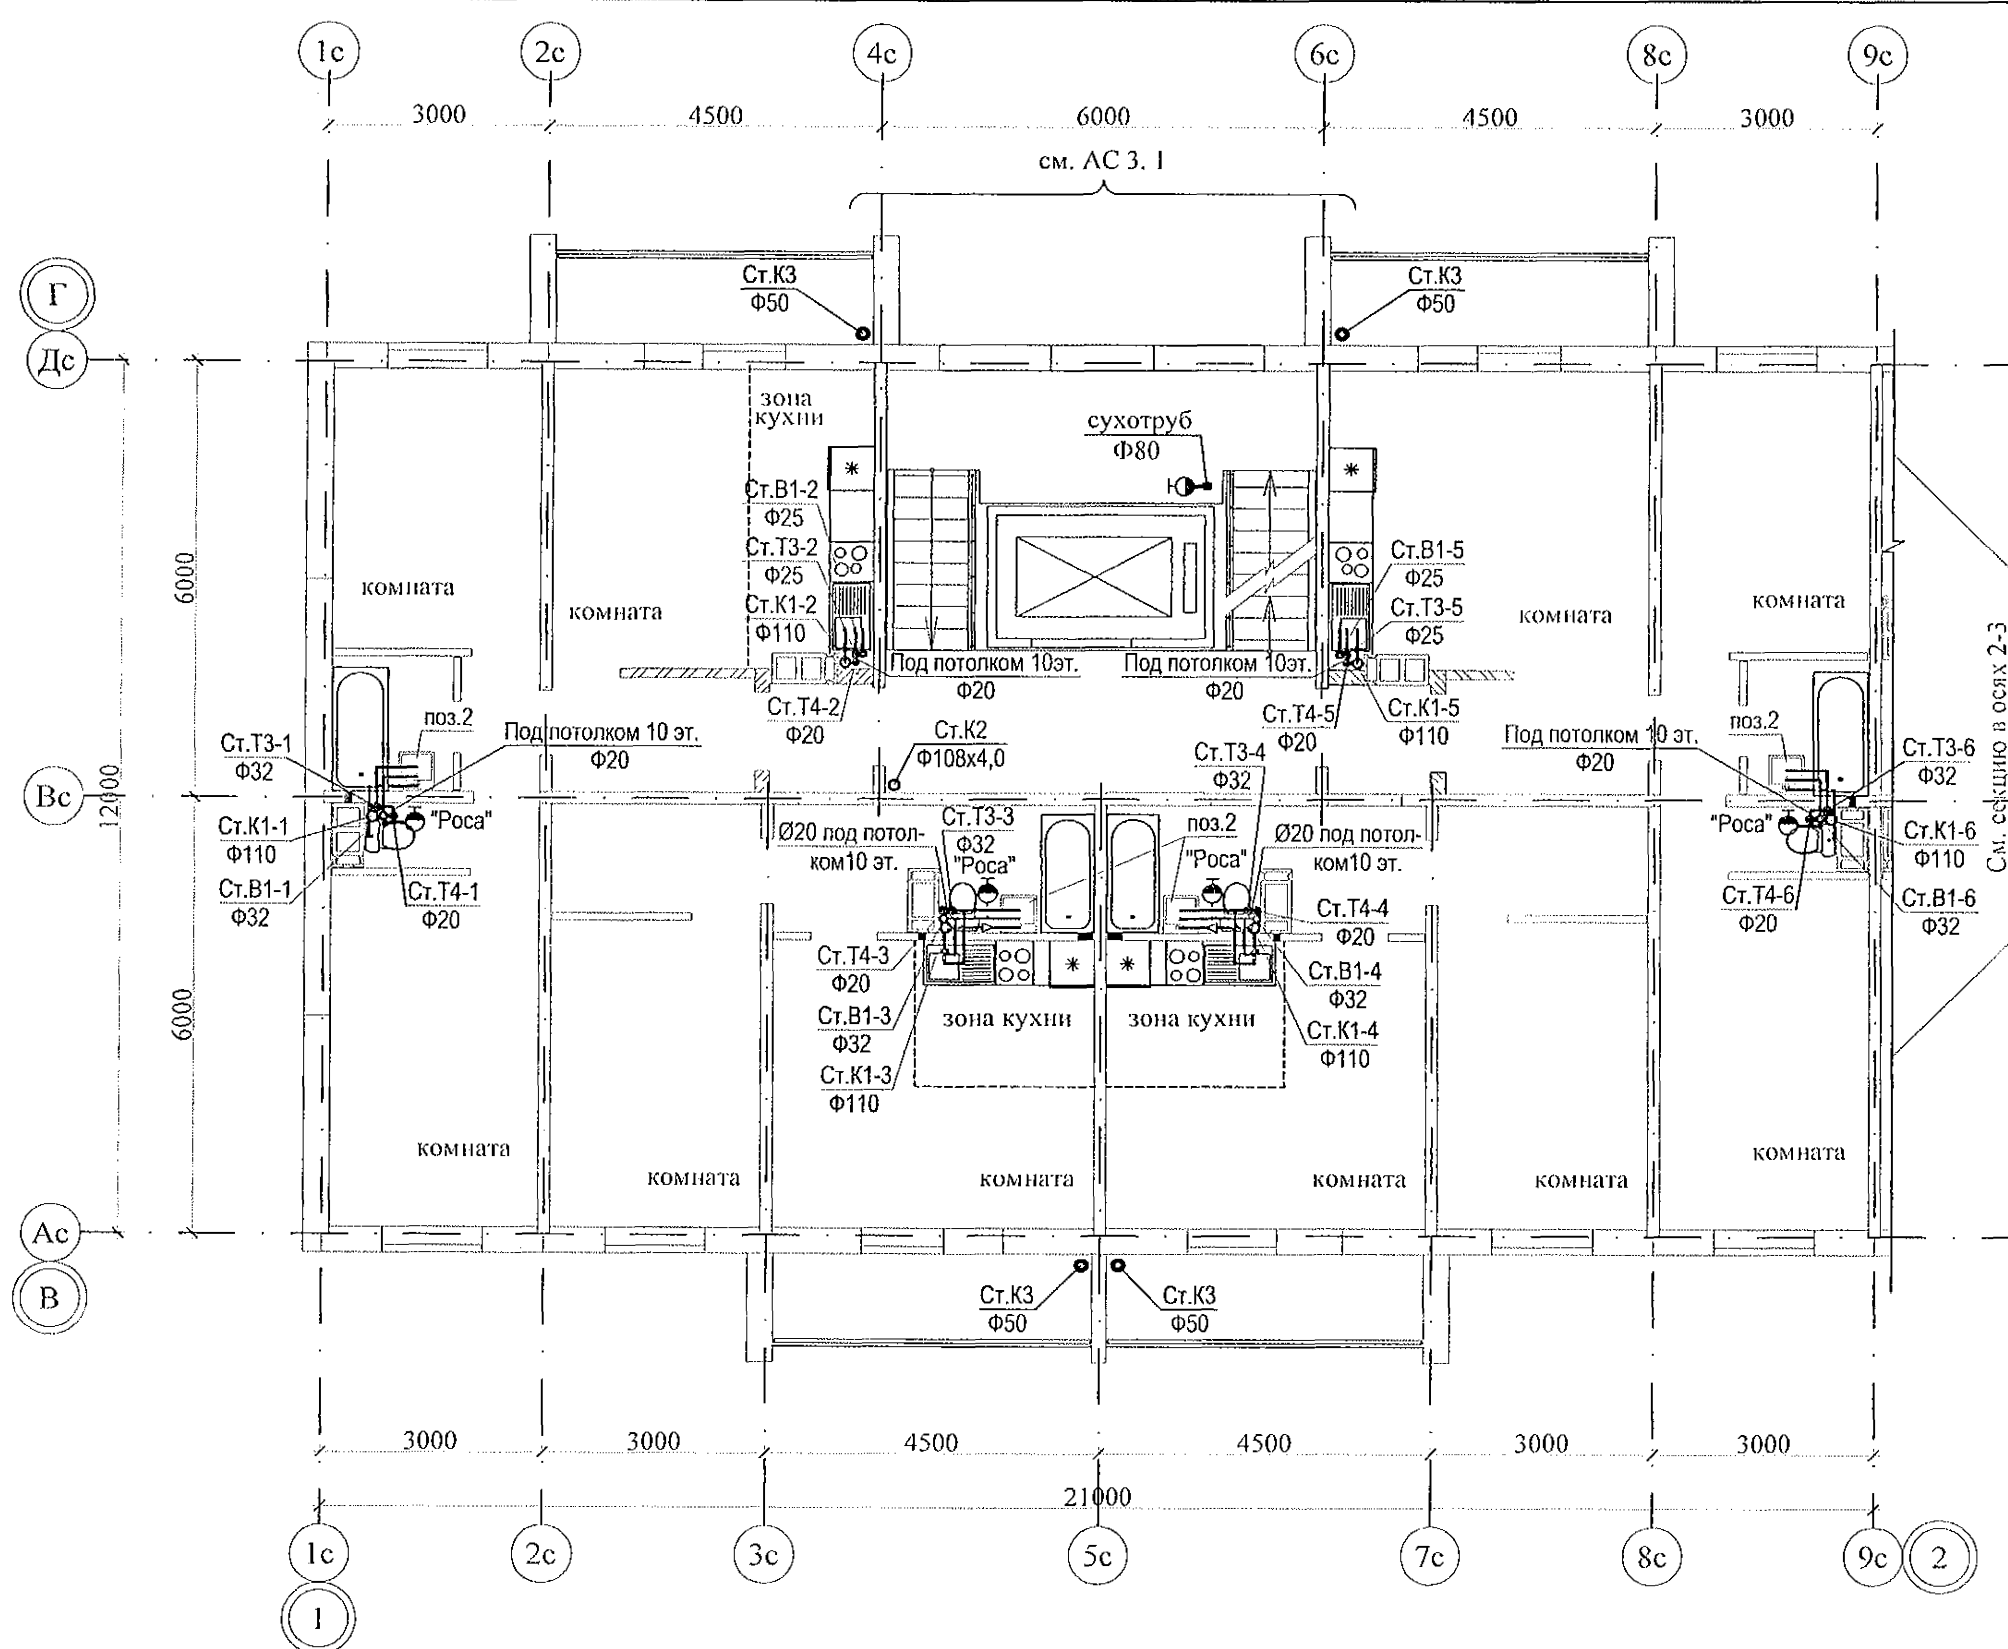 1с 2с 4с 6с 8с 9с
3000 4500 6000 4500 3000
см. АС 3. 1
Г
Дс
Вс
Ас
В
6000
12000
6000
Ст.К3
Ф50
Ст.К3
Ф50
зона
кухни
сухотруб
Ф80
Ст.В1-2
Ф25
Ст.Т3-2
Ф25
Ст.К1-2
Ф110
Ст.В1-5
Ф25
Ст.Т3-5
Ф25
комната
комната
комната
комната
Под потолком 10эт.
Ф20
Под потолком 10эт.
Ф20
Ст.Т4-2
Ф20
Ст.Т4-5
Ф20
Ст.К1-5
Ф110
поз.2
Под потолком 10 эт.
Ф20
Ст.Т3-1
Ф32
Ст.К2
Ф108х4,0
Ст.Т3-4
Ф32
поз.2
Под потолком 10 эт.
Ф20
Ст.Т3-6
Ф32
"Роса"
Ст.К1-1
Ф110
Ст.В1-1
Ф32
Ст.Т4-1
Ф20
Ø20 под потол-
ком10 эт.
Ст.Т3-3
Ф32
"Роса"
поз.2
"Роса"
Ø20 под потол-
ком10 эт.
"Роса"
Ст.К1-6
Ф110
Ст.Т4-6
Ф20
Ст.В1-6
Ф32
См. секцию в осях 2-3
Ст.Т4-3
Ф20
Ст.В1-3
Ф32
Ст.К1-3
Ф110
Ст.Т4-4
Ф20
Ст.В1-4
Ф32
Ст.К1-4
Ф110
зона кухни зона кухни
комната
комната
комната
комната
комната
комната
Ст.К3
Ф50
Ст.К3
Ф50
3000 3000 4500 4500 3000 3000
21000
1с 2с 3с 5с 7с 8с 9с 2
1